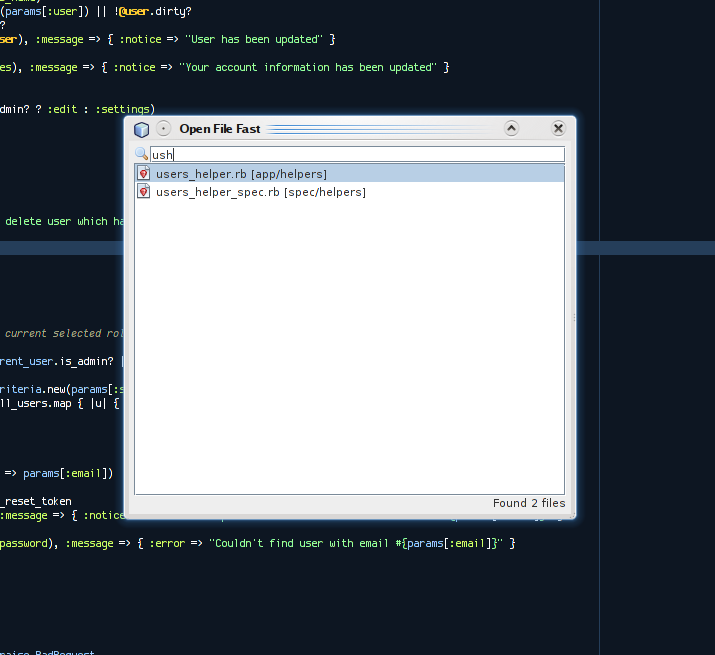 (params[:user]) || !@user.dirty?
?
ser), :message => { :notice => "User has been updated" }
es), :message => { :notice => "Your account information has been updated" }
dmin? ? :edit : :settings)
Open File Fast
ush
users_helper.rb [app/helpers]
users_helper_spec.rb [spec/helpers]
delete user which ha
current selected rol
rent_user.is_admin? |
riteria.new(params[:s
ll_users.map { |u| {
=> params[:email])
_reset_token
Found 2 files
:message => { :notice
password), :message => { :error => "Couldn't find user with email #{params[:email]}" }